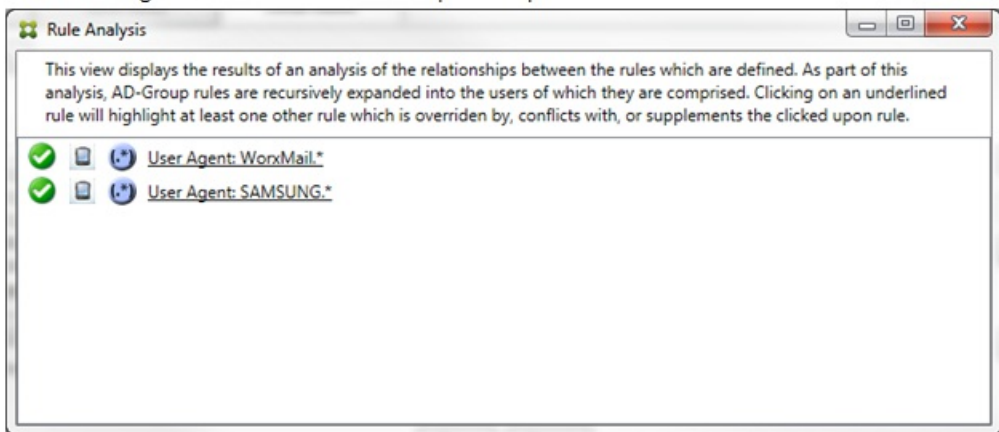 Rule Analysis
This view displays the results of an analysis of the relationships between the rules which are defined. As part of this
analysis, AD-Group rules are recursively expanded into the users of which they are comprised. Clicking on an underlined
rule will highlight at least one other rule which is overriden by, conflicts with, or supplements the clicked upon rule.
(.*) User Agent: WorxMail.*
(.*) User Agent: SAMSUNG.*